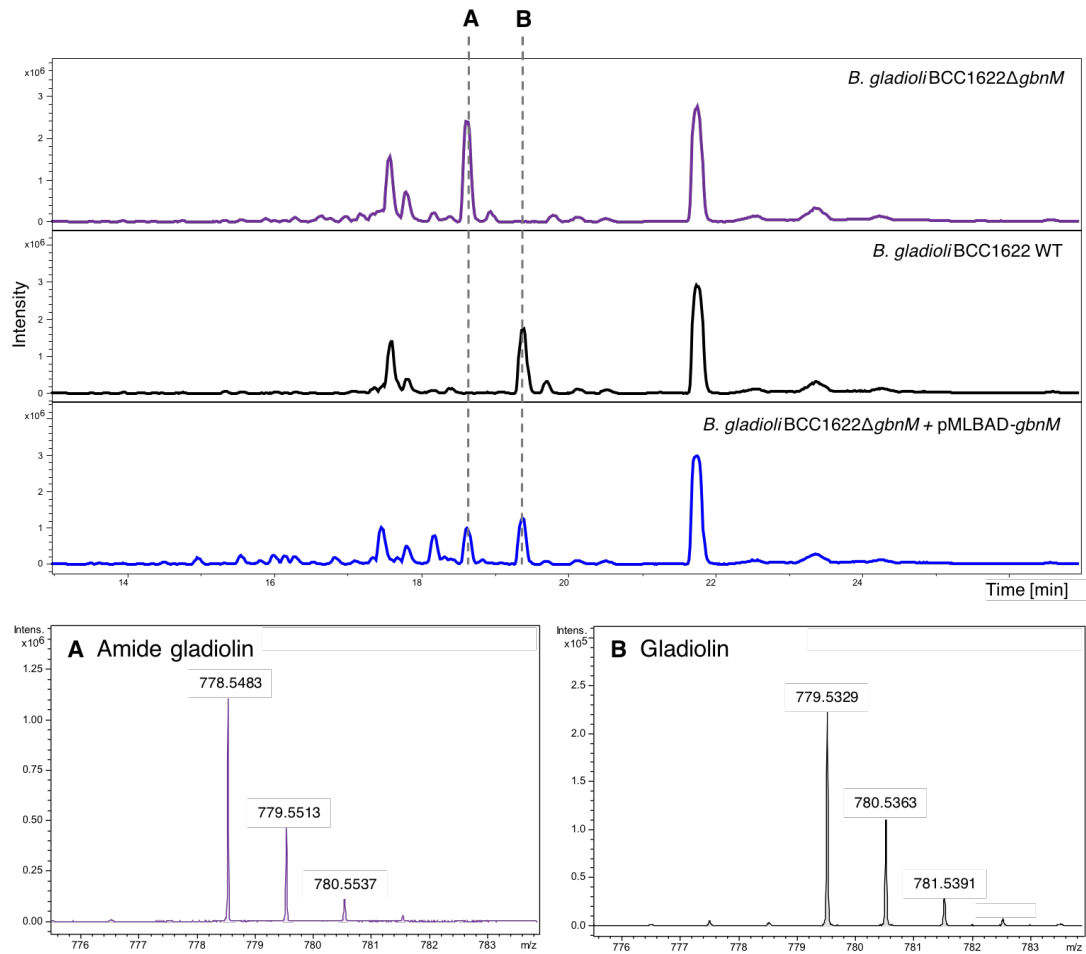 A B
x10⁶
B. gladioli BCC1622ΔgbnM
3
2
1
0
x10⁶
B. gladioli BCC1622 WT
3
2
1
0
Intensity
x10⁶
B. gladioli BCC1622ΔgbnM + pMLBAD-gbnM
3
2
1
0
14 16 18 20 22 24
Time [min]
Intens.
x10⁶
A Amide gladiolin
1.25
1.00
0.75
0.50
0.25
0.00
778.5483
779.5513
780.5537
776 777 778 779 780 781 782 783 m/z
Intens.
x10⁵
B Gladiolin
2.5
2.0
1.5
1.0
0.5
0.0
779.5329
780.5363
781.5391
776 777 778 779 780 781 782 783 m/z